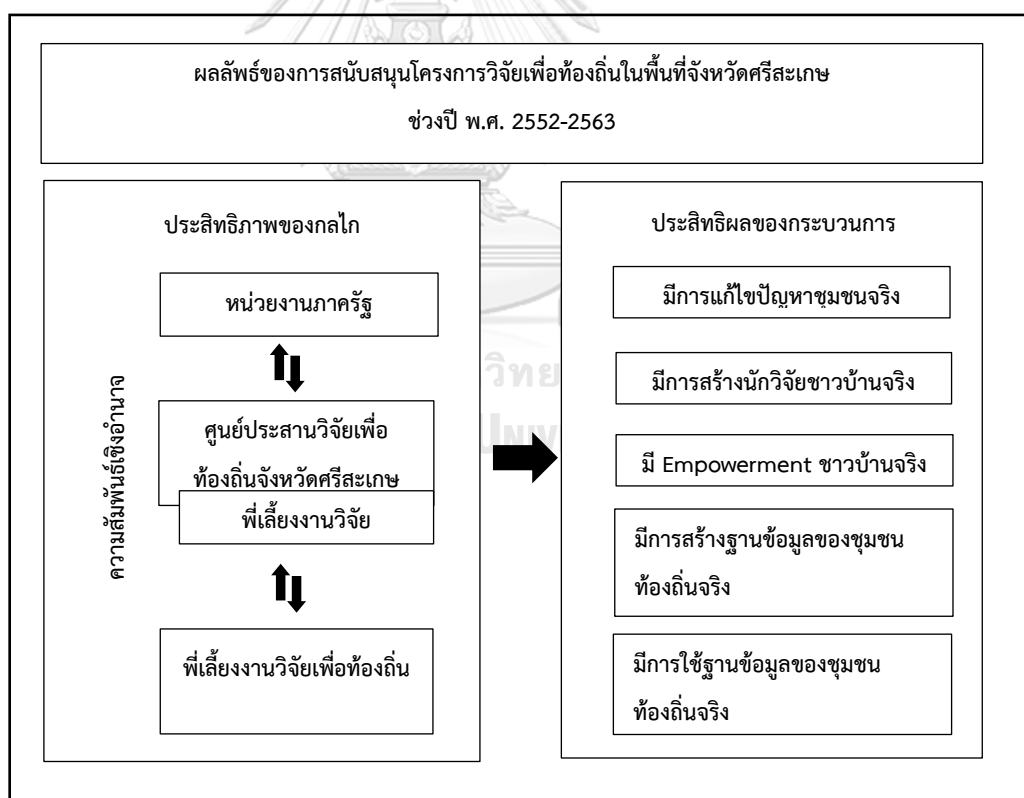 ผลลัพธ์ของการสนับสนุนโครงการวิจัยเพื่อท้องถิ่นในพื้นที่จังหวัดศรีสะเกษ
ช่วงปี พ.ศ. 2552-2563
ความสัมพันธ์เชิงอำนาจ
ประสิทธิภาพของกลไก
หน่วยงานภาครัฐ
ศูนย์ประสานวิจัยเพื่อ
ท้องถิ่นจังหวัดศรีสะเกษ
พี่เลี้ยงงานวิจัย
พี่เลี้ยงงานวิจัยเพื่อท้องถิ่น
ประสิทธิผลของกระบวนการ
มีการแก้ไขปัญหาชุมชนจริง
มีการสร้างนักวิจัยชาวบ้านจริง
มี Empowerment ชาวบ้านจริง
มีการสร้างฐานข้อมูลของชุมชน
ท้องถิ่นจริง
มีการใช้ฐานข้อมูลของชุมชน
ท้องถิ่นจริง